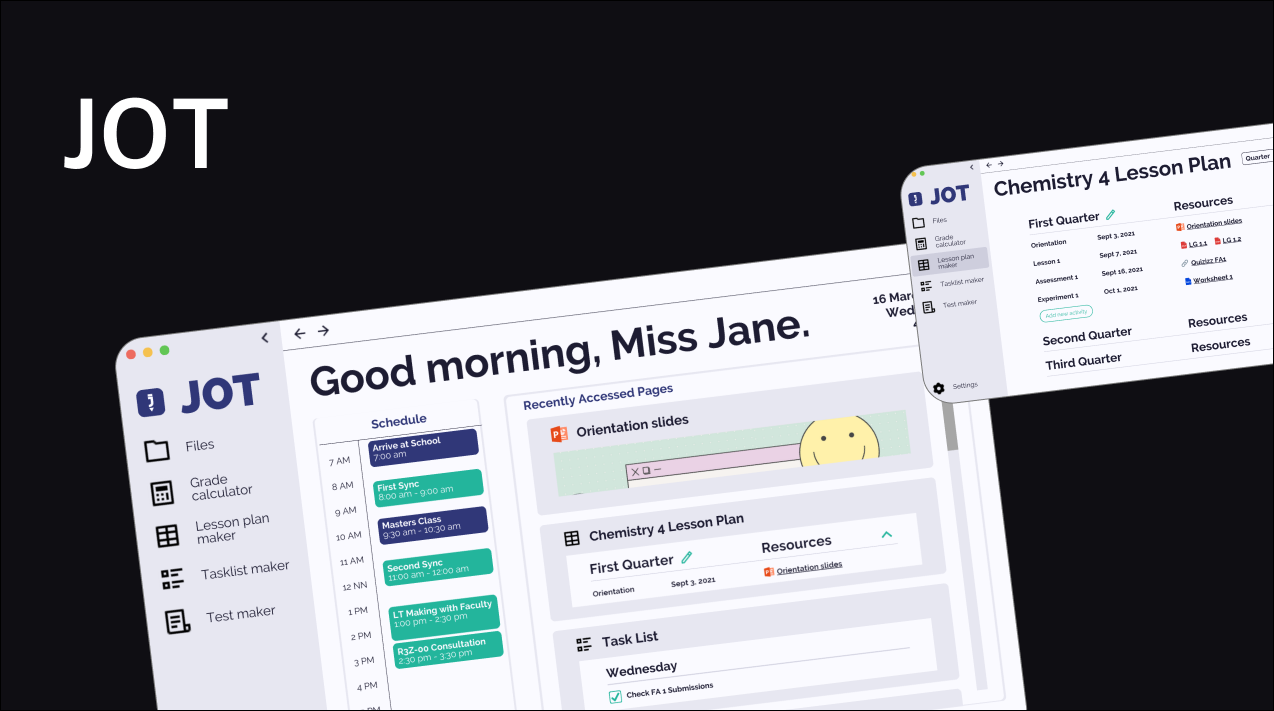 JOT
JOT
Files
Grade
calculator
Lesson plan
maker
Tasklist maker
Test maker
Good morning, Miss Jane.
16 Mar
Wed
Schedule
7 AM
8 AM
9 AM
10 AM
11 AM
12 NN
1 PM
2 PM
3 PM
4 PM
Arrive at School
7:00 am
First Sync
8:00 am - 9:00 am
Masters Class
9:30 am - 10:30 am
Second Sync
11:00 am - 12:00 am
LT Making with Faculty
1:00 pm - 2:30 pm
R3Z-00 Consultation
2:30 pm - 3:30 pm
Recently Accessed Pages
Orientation slides
Chemistry 4 Lesson Plan
First Quarter Resources
Orientation Sept 3, 2021 Orientation slides
Task List
Wednesday
Check FA 1 Submissions
JOT
Files
Grade
calculator
Lesson plan
maker
Tasklist maker
Test maker
Settings
Chemistry 4 Lesson Plan Quarter
First Quarter Resources
Orientation Sept 3, 2021 Orientation slides
Lesson 1 Sept 7, 2021 LG 1.1 LG 1.2
Assessment 1 Sept 16, 2021 Quizizz FA1
Experiment 1 Oct 1, 2021 Worksheet 1
Add new activity
Second Quarter Resources
Third Quarter Resources